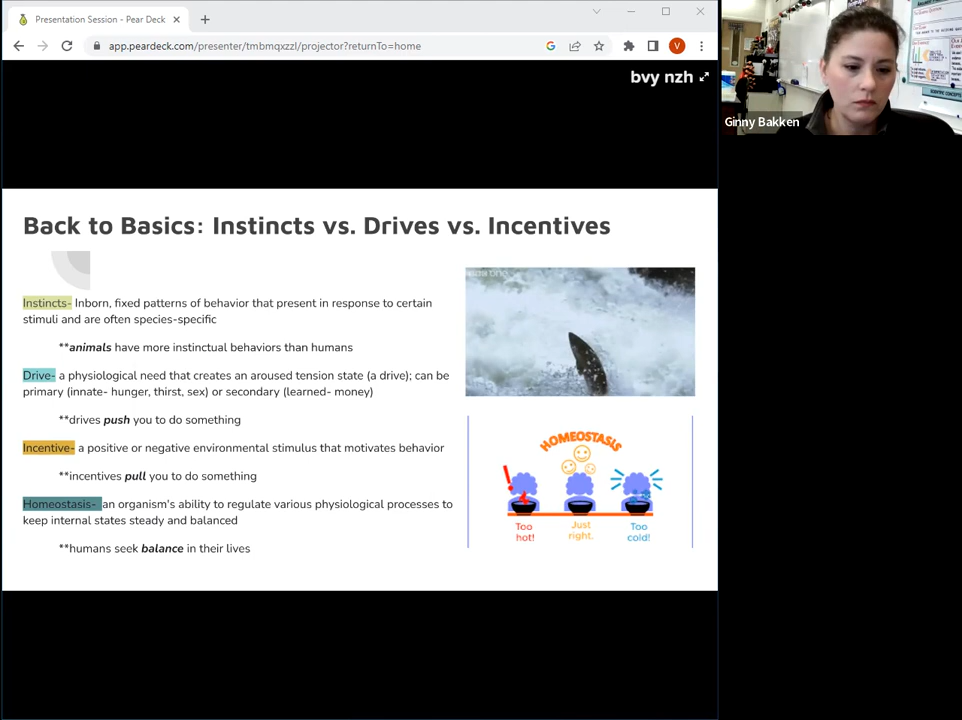 Presentation Session - Pear Deck
app.peardeck.com/presenter/tmbmqxzzl/projector?returnTo=home
V
bvy nzh
Ginny Bakken
Back to Basics: Instincts vs. Drives vs. Incentives
Instincts- Inborn, fixed patterns of behavior that present in response to certain
stimuli and are often species-specific
**animals have more instinctual behaviors than humans
Drive- a physiological need that creates an aroused tension state (a drive); can be
primary (innate- hunger, thirst, sex) or secondary (learned- money)
**drives push you to do something
Incentive- a positive or negative environmental stimulus that motivates behavior
**incentives pull you to do something
Homeostasis- an organism's ability to regulate various physiological processes to
keep internal states steady and balanced
**humans seek balance in their lives
HOMEOSTASIS
Too
hot!
Just
right.
Too
cold!